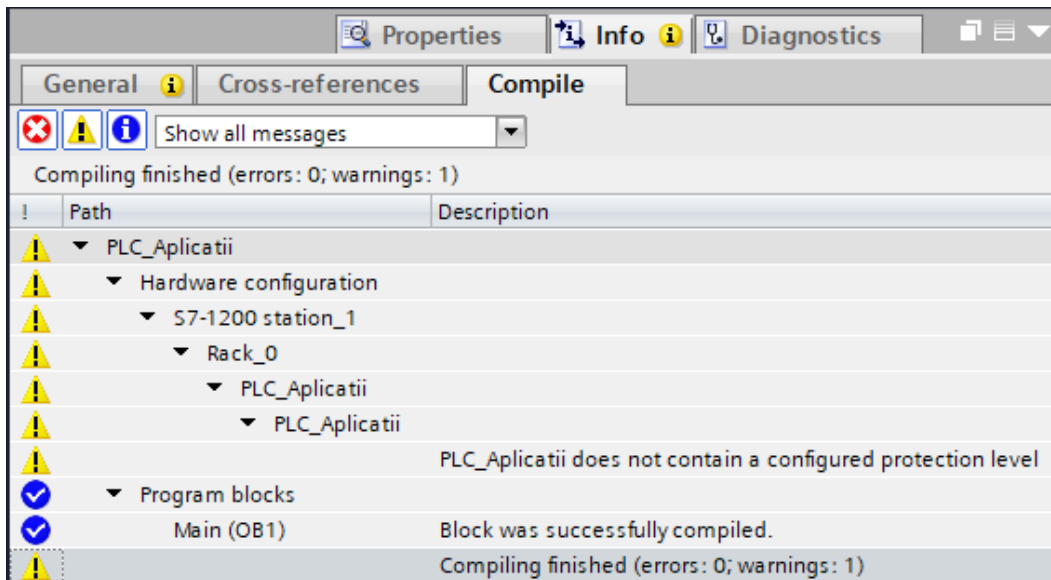 Properties Info Diagnostics
General Cross-references Compile
Show all messages
Compiling finished (errors: 0; warnings: 1)
! Path Description
PLC_Aplicatii
Hardware configuration
S7-1200 station_1
Rack_0
PLC_Aplicatii
PLC_Aplicatii
PLC_Aplicatii does not contain a configured protection level
Program blocks
Main (OB1) Block was successfully compiled.
Compiling finished (errors: 0; warnings: 1)